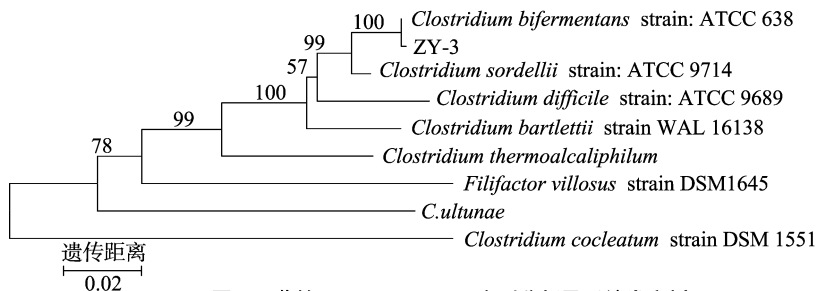 100
Clostridium bifermentans strain: ATCC 638
99
ZY-3
57
Clostridium sordellii strain: ATCC 9714
100
Clostridium difficile strain: ATCC 9689
99
Clostridium bartlettii strain WAL 16138
78
Clostridium thermoalcaliphilum
Filifactor villosus strain DSM1645
C.ultunae
Clostridium cocleatum strain DSM 1551
遗传距离
0.02